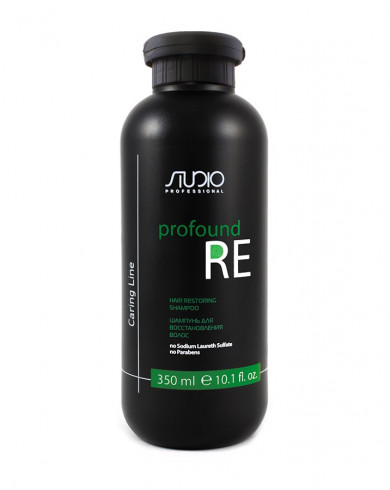 STUDIO
PROFESSIONAL
profound
RE
Caring Line
HAIR RESTORING
SHAMPOO
ШАМПУНЬ ДЛЯ
ВОССТАНОВЛЕНИЯ
ВОЛОС
no Sodium Laureth Sulfate
no Parabens
350 ml ℮ 10.1 fl. oz.